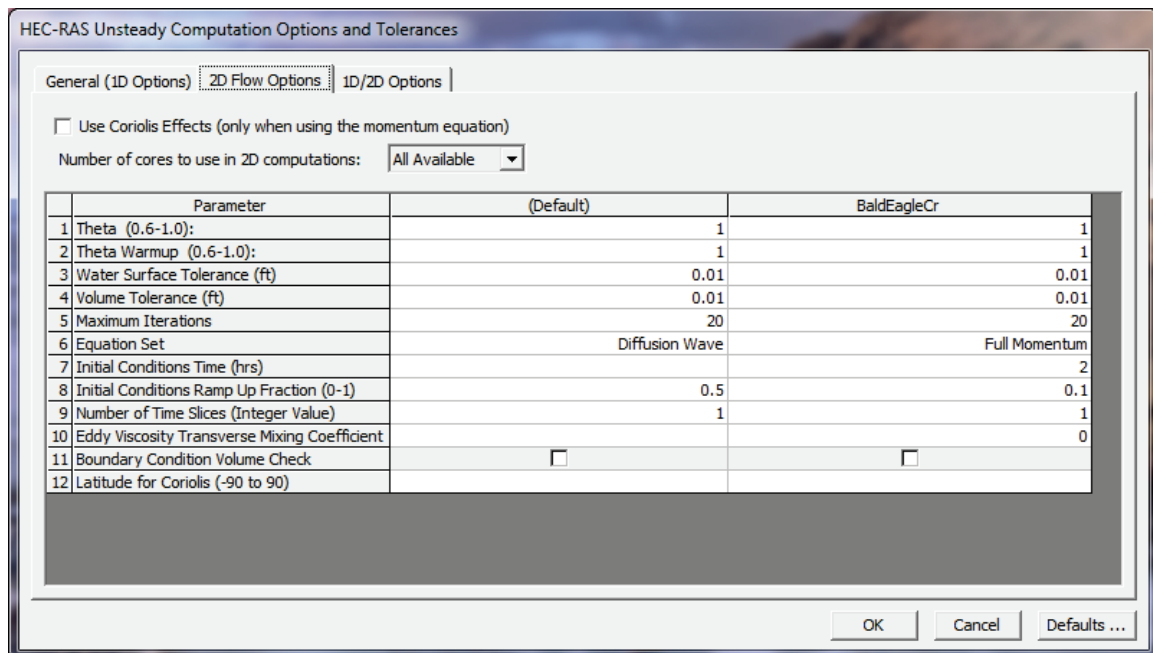 HEC-RAS Unsteady Computation Options and Tolerances
General (1D Options) 2D Flow Options 1D/2D Options
Use Coriolis Effects (only when using the momentum equation)
Number of cores to use in 2D computations: All Available
Parameter (Default) BaldEagleCr
1 Theta (0.6-1.0): 1 1
2 Theta Warmup (0.6-1.0): 1 1
3 Water Surface Tolerance (ft) 0.01 0.01
4 Volume Tolerance (ft) 0.01 0.01
5 Maximum Iterations 20 20
6 Equation Set Diffusion Wave Full Momentum
7 Initial Conditions Time (hrs) 2
8 Initial Conditions Ramp Up Fraction (0-1) 0.5 0.1
9 Number of Time Slices (Integer Value) 1 1
10 Eddy Viscosity Transverse Mixing Coefficient 0
11 Boundary Condition Volume Check
12 Latitude for Coriolis (-90 to 90)
OK Cancel Defaults ...